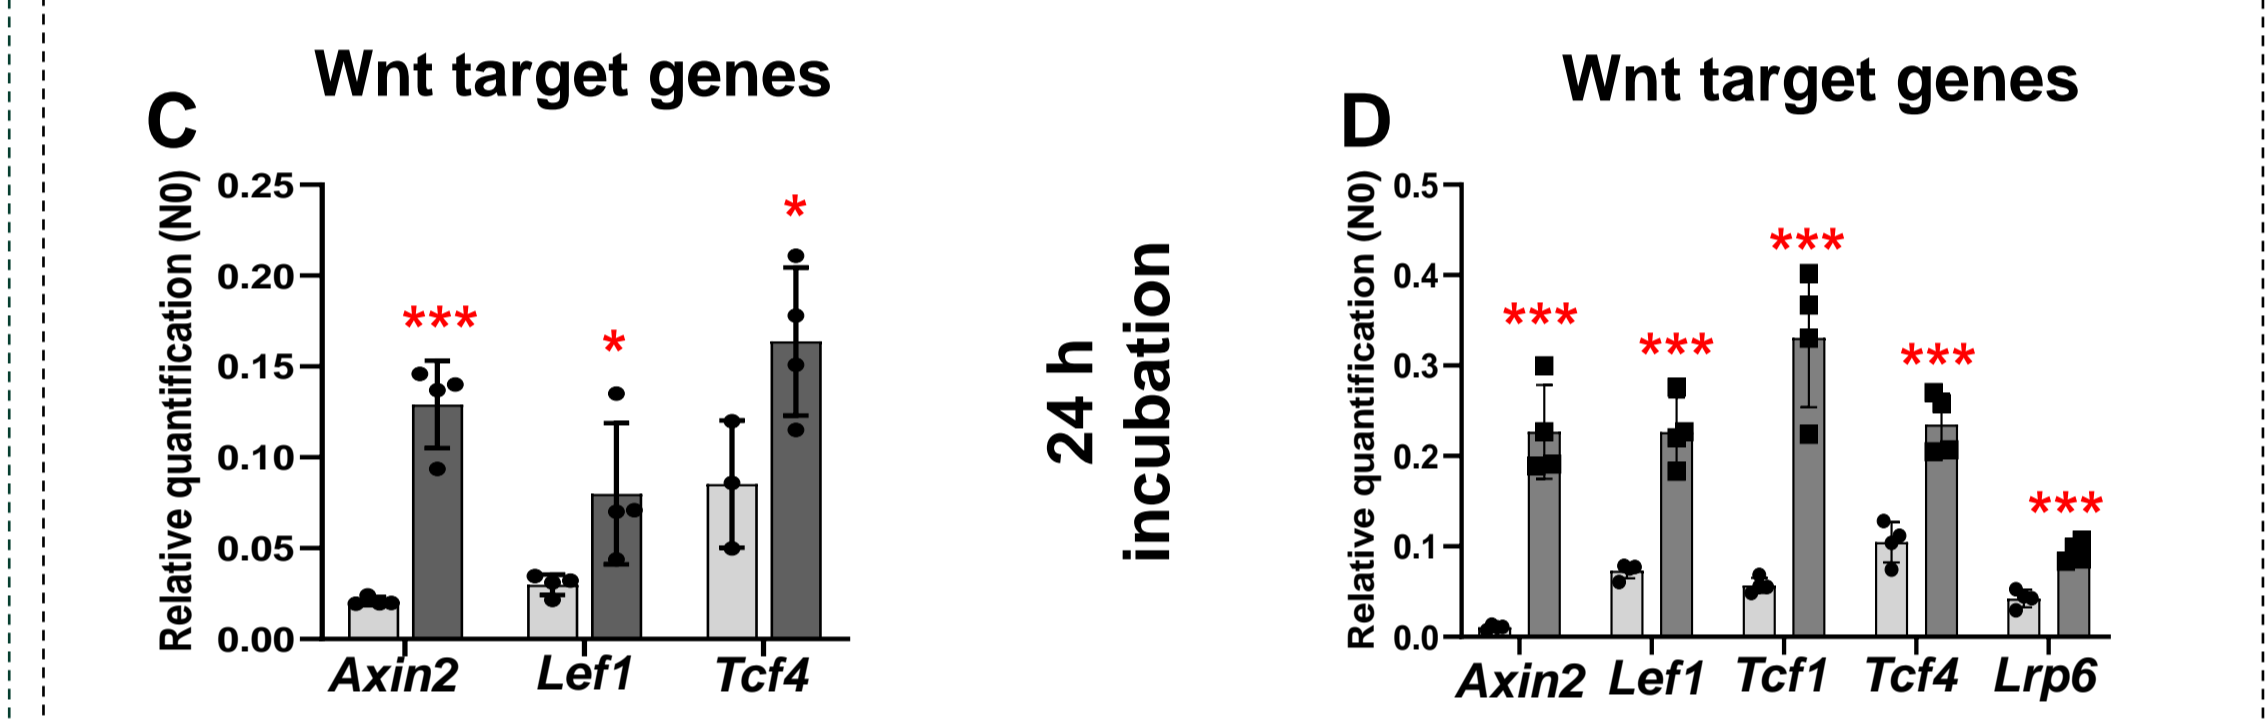 Wnt target genes
C
Relative quantification (N0)
0.25
0.20
0.15
0.10
0.05
0.00
***
*
*
Axin2 Lef1 Tcf4
24 h
incubation
Wnt target genes
D
Relative quantification (N0)
0.5
0.4
0.3
0.2
0.1
0.0
***
***
***
***
***
Axin2 Lef1 Tcf1 Tcf4 Lrp6